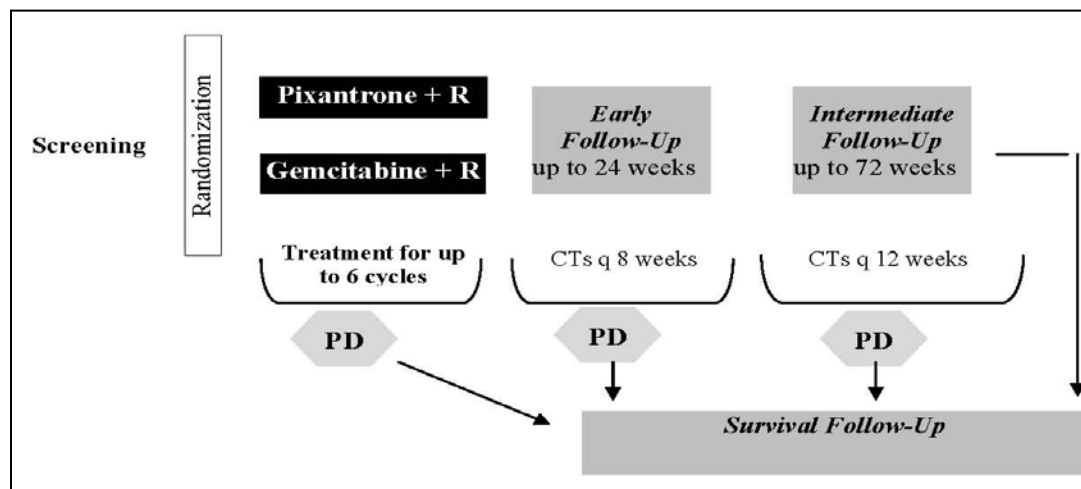 Screening
Randomization
Pixantrone + R
Gemcitabine + R
Treatment for up
to 6 cycles
PD
Early
Follow-Up
up to 24 weeks
CTs q 8 weeks
PD
Intermediate
Follow-Up
up to 72 weeks
CTs q 12 weeks
PD
Survival Follow-Up